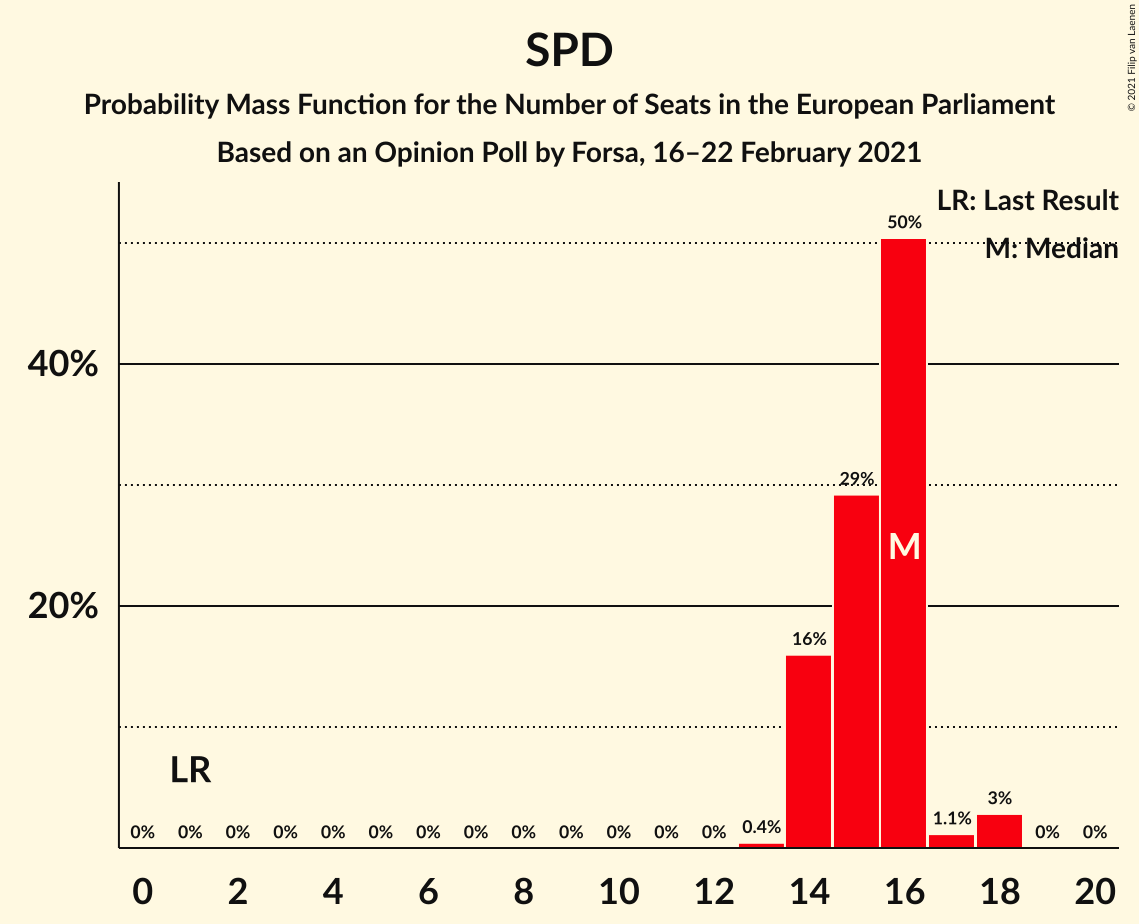 SPD
Probability Mass Function for the Number of Seats in the European Parliament
Based on an Opinion Poll by Forsa, 16–22 February 2021
© 2021 Filip van Laenen
LR: Last Result
M: Median
50%
40%
29%
M
20%
16%
LR
0% 0% 0% 0% 0% 0% 0% 0% 0% 0% 0% 0% 0% 0.4% 1.1% 3% 0% 0%
0 2 4 6 8 10 12 14 16 18 20